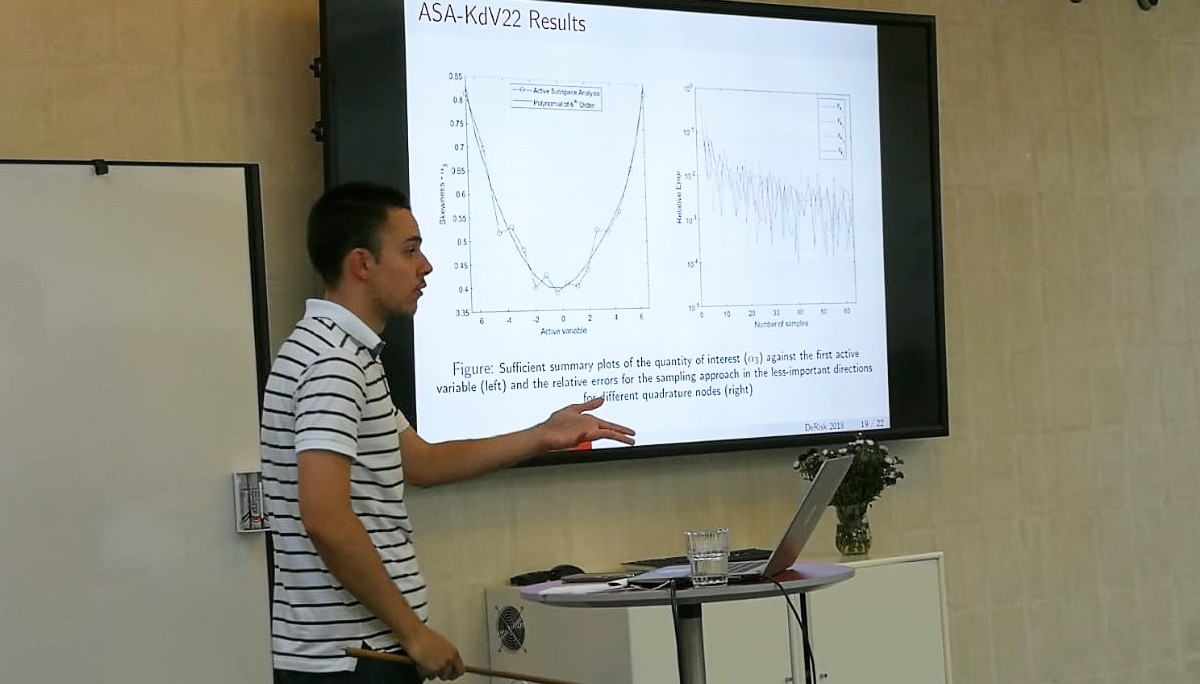 ASA-KdV22 Results
0.85
0.8
0.75
0.7
0.65
0.6
0.55
0.5
0.45
0.4
0.35
Skewness - α₃
Active Subspace Analysis
Polynomial of 6th Order
6 -4 -2 0 2 4 6
Active variable
10⁰
10⁻¹
10⁻²
10⁻³
10⁻⁴
10⁻⁵
Relative Error
0 10 20 30 40 50 60
Number of samples
Figure: Sufficient summary plots of the quantity of interest (α₃) against the first active
variable (left) and the relative errors for the sampling approach in the less-important directions
for different quadrature nodes (right)
DeRisk 2018 19 / 22